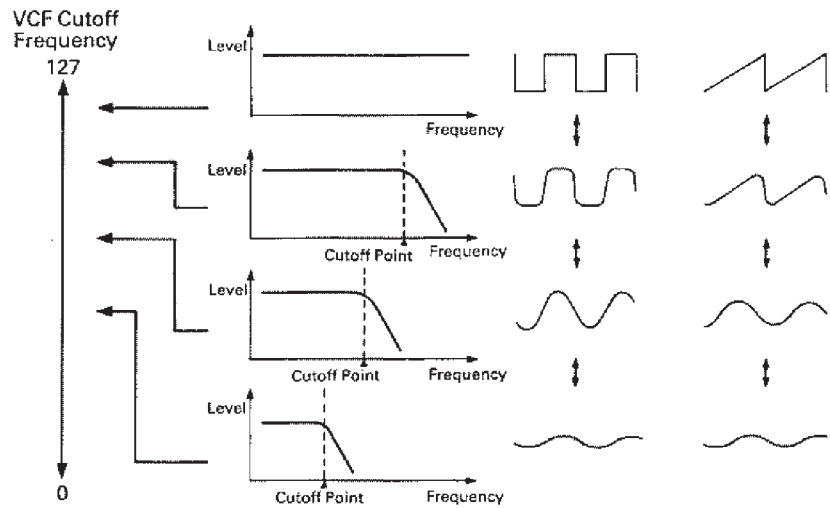 VCF Cutoff
Frequency
127
0
Level
Frequency
Level
Cutoff Point
Frequency
Level
Cutoff Point
Frequency
Level
Cutoff Point
Frequency